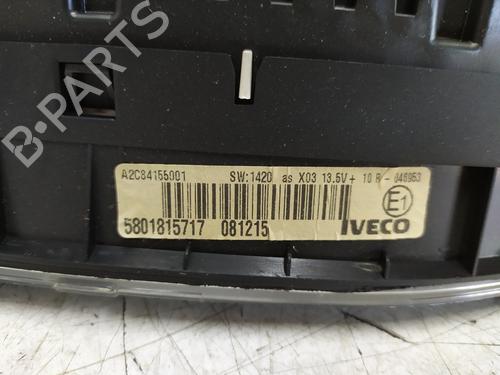 B-PARTS
A2C84155001 SW:1420 as X03 13.5V+ 10 R - 046953
E1
5801815717 081215 IVECO